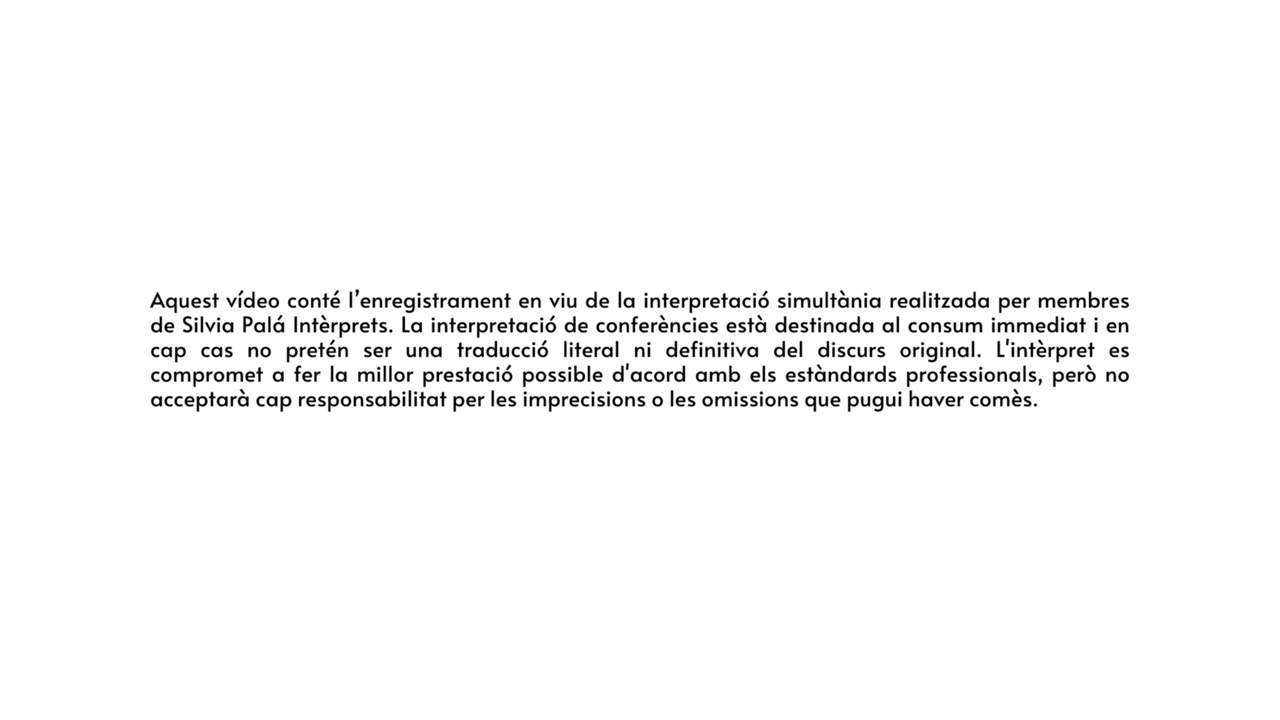 Aquest vídeo conté l’enregistrament en viu de la interpretació simultània realitzada per membres
de Silvia Palá Intèrprets. La interpretació de conferències està destinada al consum immediat i en
cap cas no pretén ser una traducció literal ni definitiva del discurs original. L'intèrpret es
compromet a fer la millor prestació possible d'acord amb els estàndards professionals, però no
acceptarà cap responsabilitat per les imprecisions o les omissions que pugui haver comès.